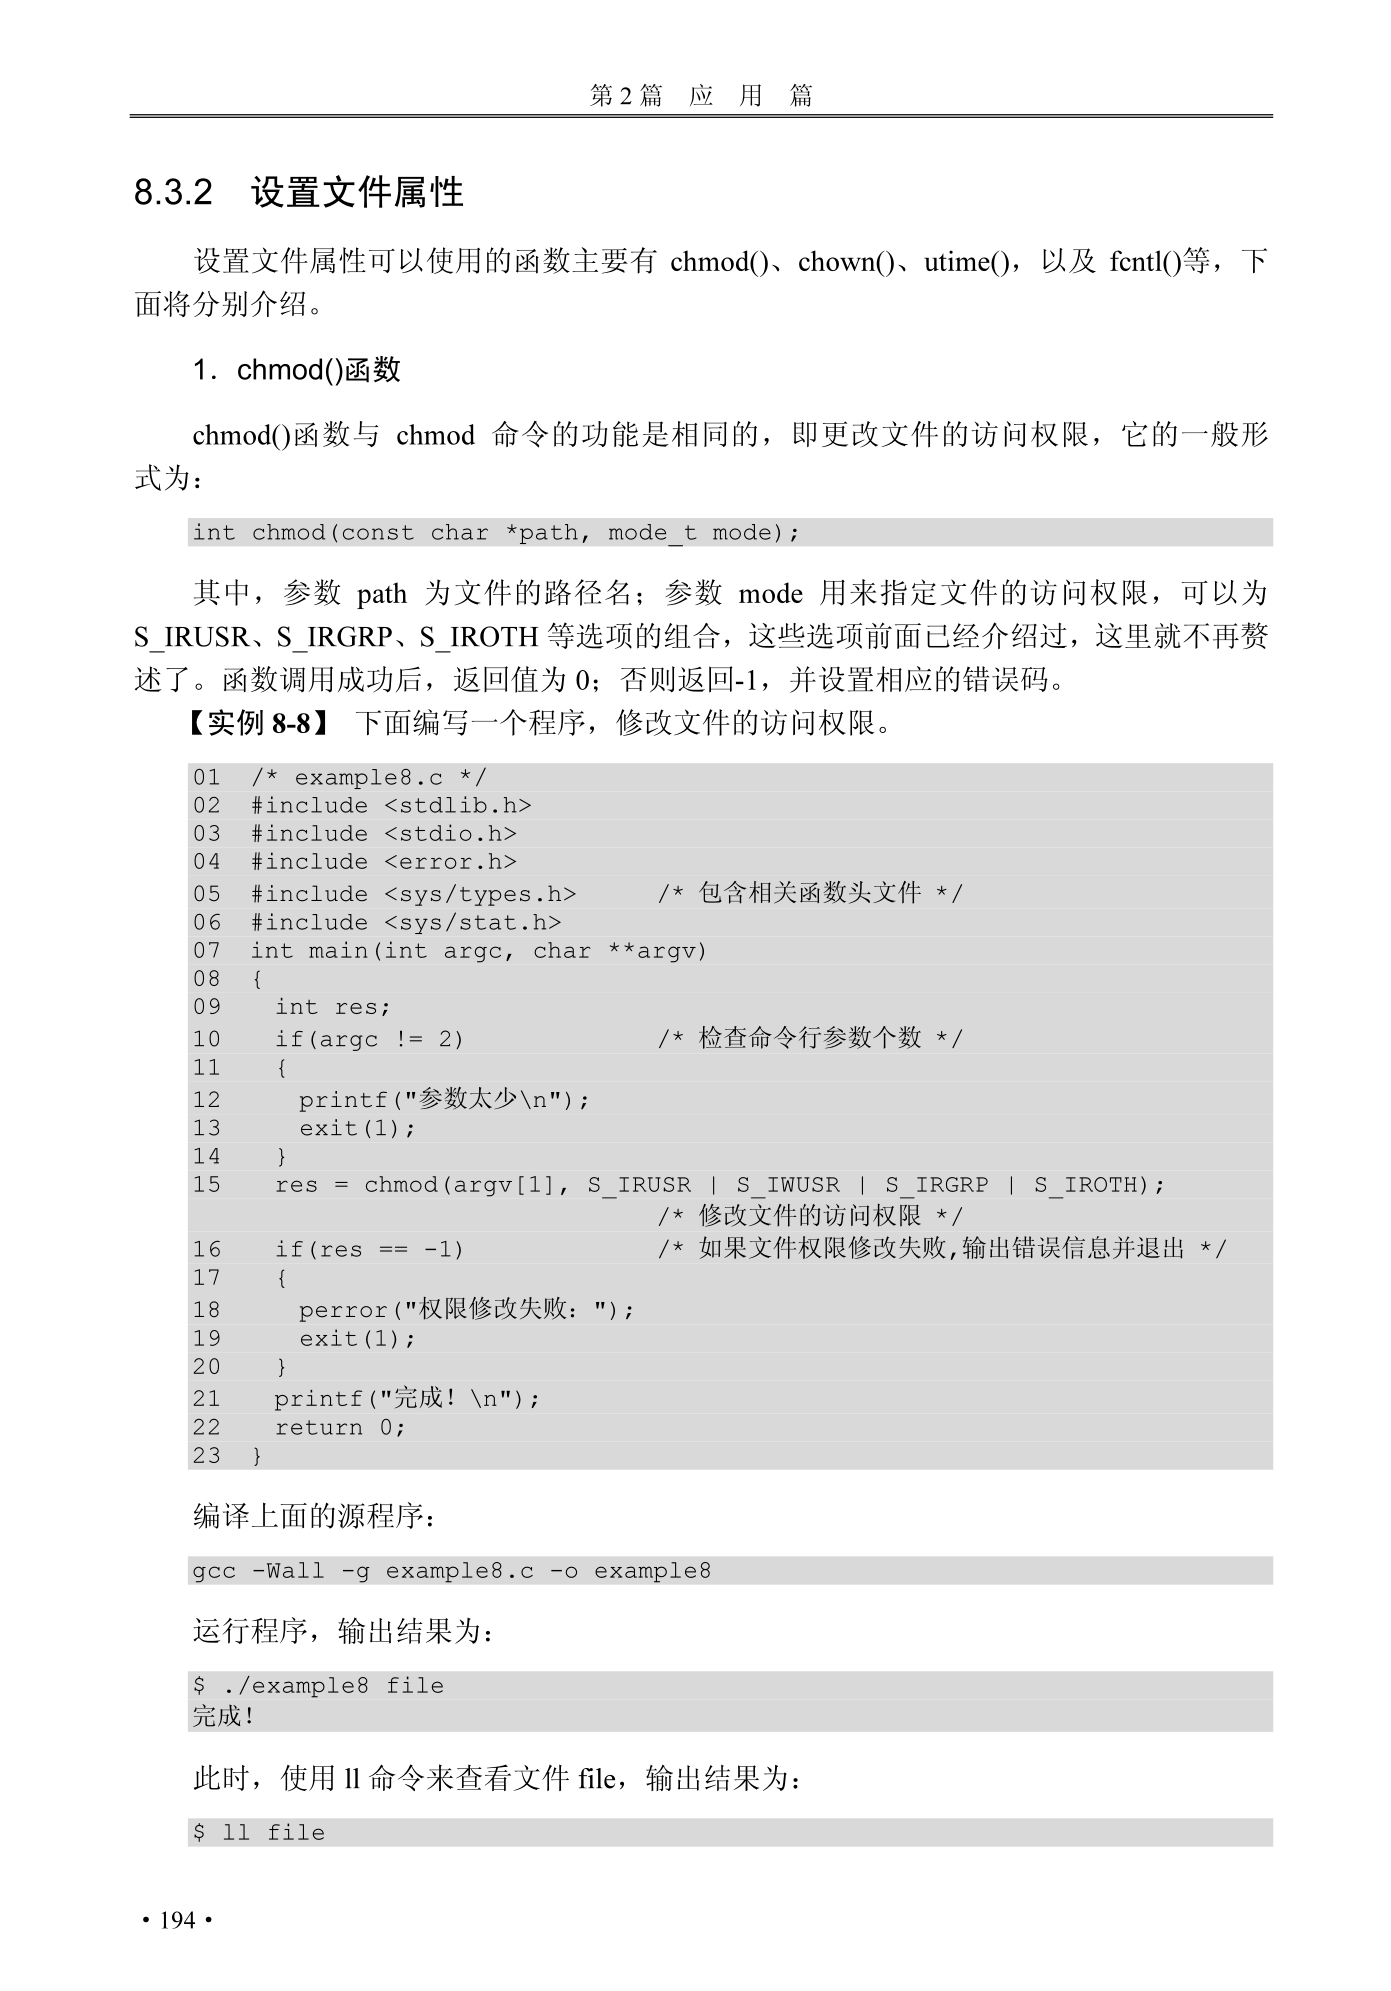 第 2 篇　应　用　篇
8.3.2　设置文件属性
设置文件属性可以使用的函数主要有 chmod()、chown()、utime()，以及 fcntl()等，下
面将分别介绍。
1．chmod()函数
chmod()函数与 chmod 命令的功能是相同的，即更改文件的访问权限，它的一般形
式为：
int chmod(const char *path, mode_t mode);
其中，参数 path 为文件的路径名；参数 mode 用来指定文件的访问权限，可以为
S_IRUSR、S_IRGRP、S_IROTH 等选项的组合，这些选项前面已经介绍过，这里就不再赘
述了。函数调用成功后，返回值为 0；否则返回-1，并设置相应的错误码。
【实例 8-8】 下面编写一个程序，修改文件的访问权限。
01  /* example8.c */
02  #include <stdlib.h>
03  #include <stdio.h>
04  #include <error.h>
05  #include <sys/types.h>      /* 包含相关函数头文件 */
06  #include <sys/stat.h>
07  int main(int argc, char **argv)
08  {
09    int res;
10    if(argc != 2)             /* 检查命令行参数个数 */
11    {
12      printf("参数太少\n");
13      exit(1);
14    }
15    res = chmod(argv[1], S_IRUSR | S_IWUSR | S_IRGRP | S_IROTH);
                                /* 修改文件的访问权限 */
16    if(res == -1)             /* 如果文件权限修改失败,输出错误信息并退出 */
17    {
18      perror("权限修改失败：");
19      exit(1);
20    }
21    printf("完成！\n");
22    return 0;
23  }
编译上面的源程序：
gcc -Wall -g example8.c -o example8
运行程序，输出结果为：
$ ./example8 file
完成！
此时，使用 ll 命令来查看文件 file，输出结果为：
$ ll file
• 194 •